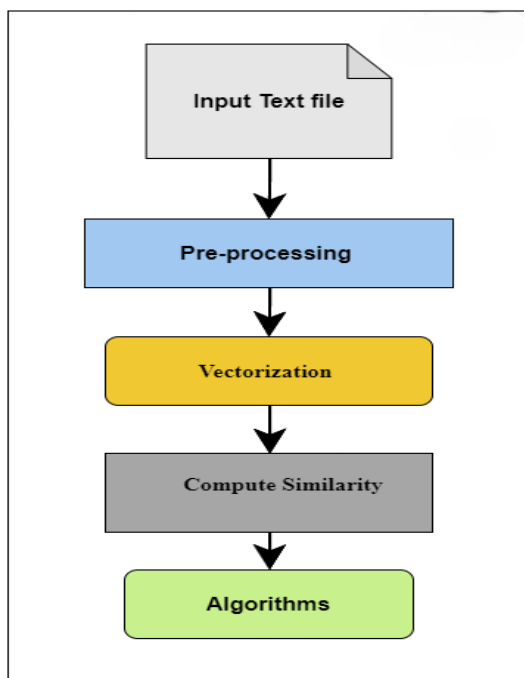 Input Text file
Pre-processing
Vectorization
Compute Similarity
Algorithms